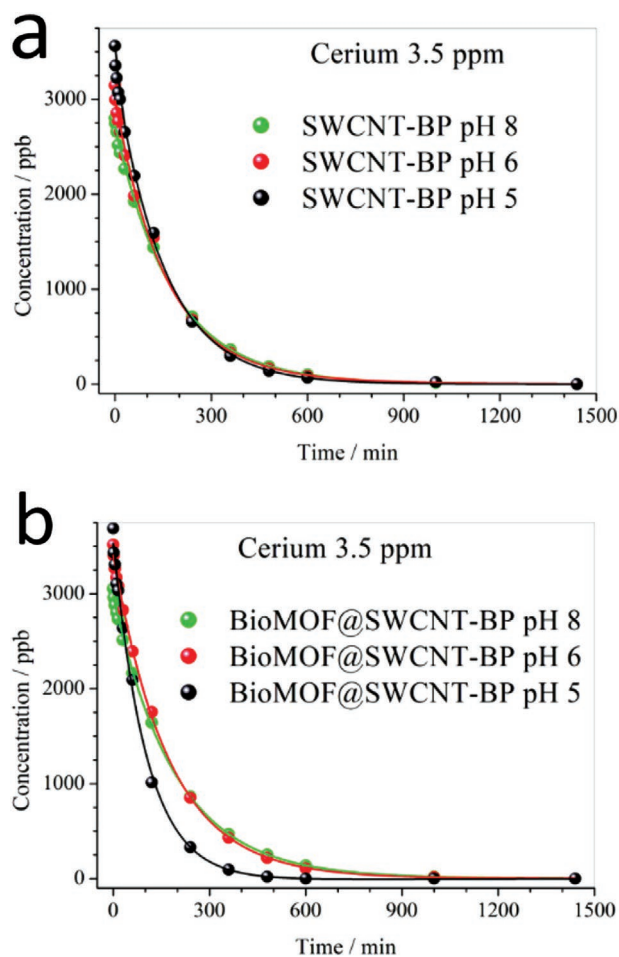 a
Cerium 3.5 ppm
SWCNT-BP pH 8
SWCNT-BP pH 6
SWCNT-BP pH 5
Concentration / ppb
3000
2000
1000
0
0 300 600 900 1200 1500
Time / min
b
Cerium 3.5 ppm
BioMOF@SWCNT-BP pH 8
BioMOF@SWCNT-BP pH 6
BioMOF@SWCNT-BP pH 5
Concentration / ppb
3000
2000
1000
0
0 300 600 900 1200 1500
Time / min